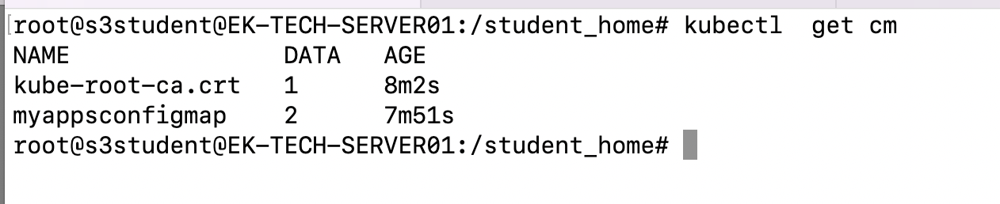 [root@s3student@EK-TECH-SERVER01:/student_home# kubectl  get cm
NAME               DATA   AGE
kube-root-ca.crt   1      8m2s
myappsconfigmap    2      7m51s
root@s3student@EK-TECH-SERVER01:/student_home#